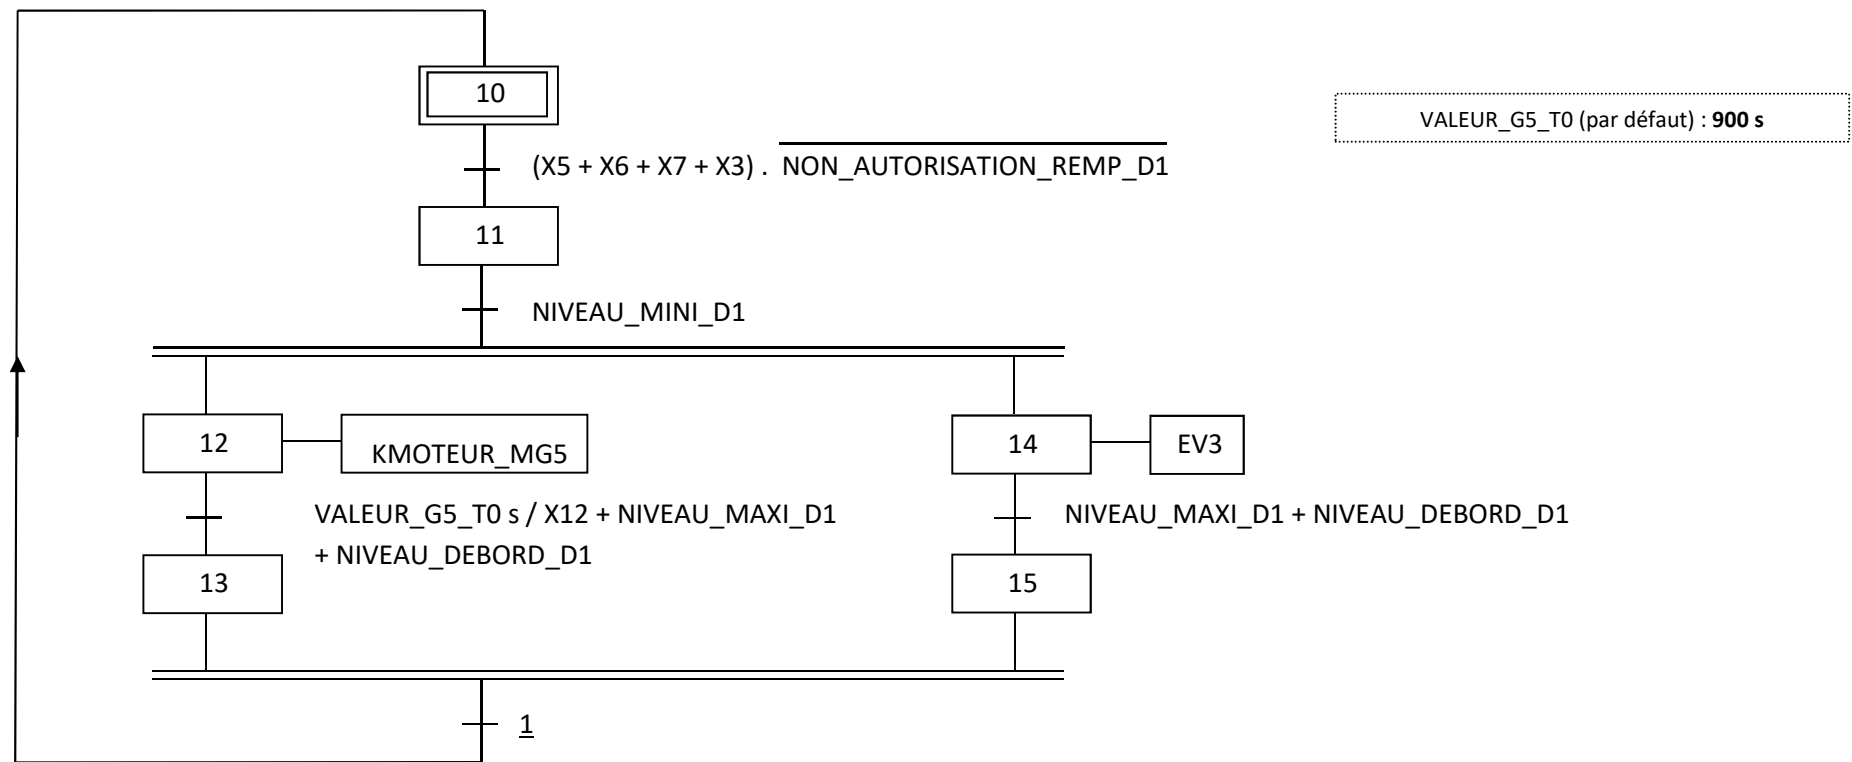 10
VALEUR_G5_T0 (par défaut) : 900 s
(X5 + X6 + X7 + X3) . NON_AUTORISATION_REMP_D1
11
NIVEAU_MINI_D1
12
KMOTEUR_MG5
14
EV3
VALEUR_G5_T0 s / X12 + NIVEAU_MAXI_D1
+ NIVEAU_DEBORD_D1
NIVEAU_MAXI_D1 + NIVEAU_DEBORD_D1
13
15
1